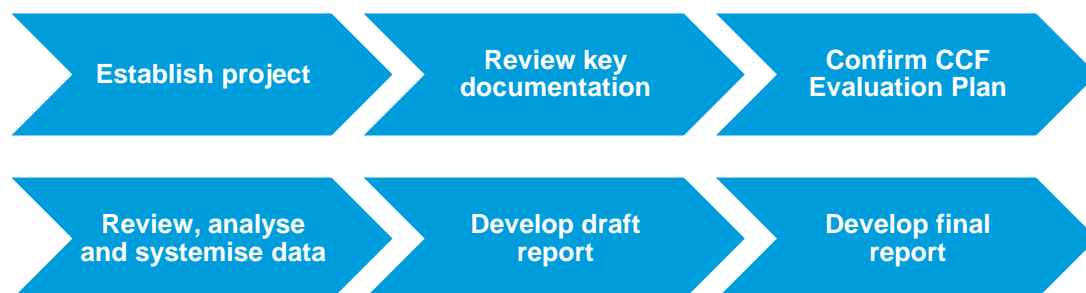 Establish project
Review key
documentation
Confirm CCF
Evaluation Plan
Review, analyse
and systemise data
Develop draft
report
Develop final
report